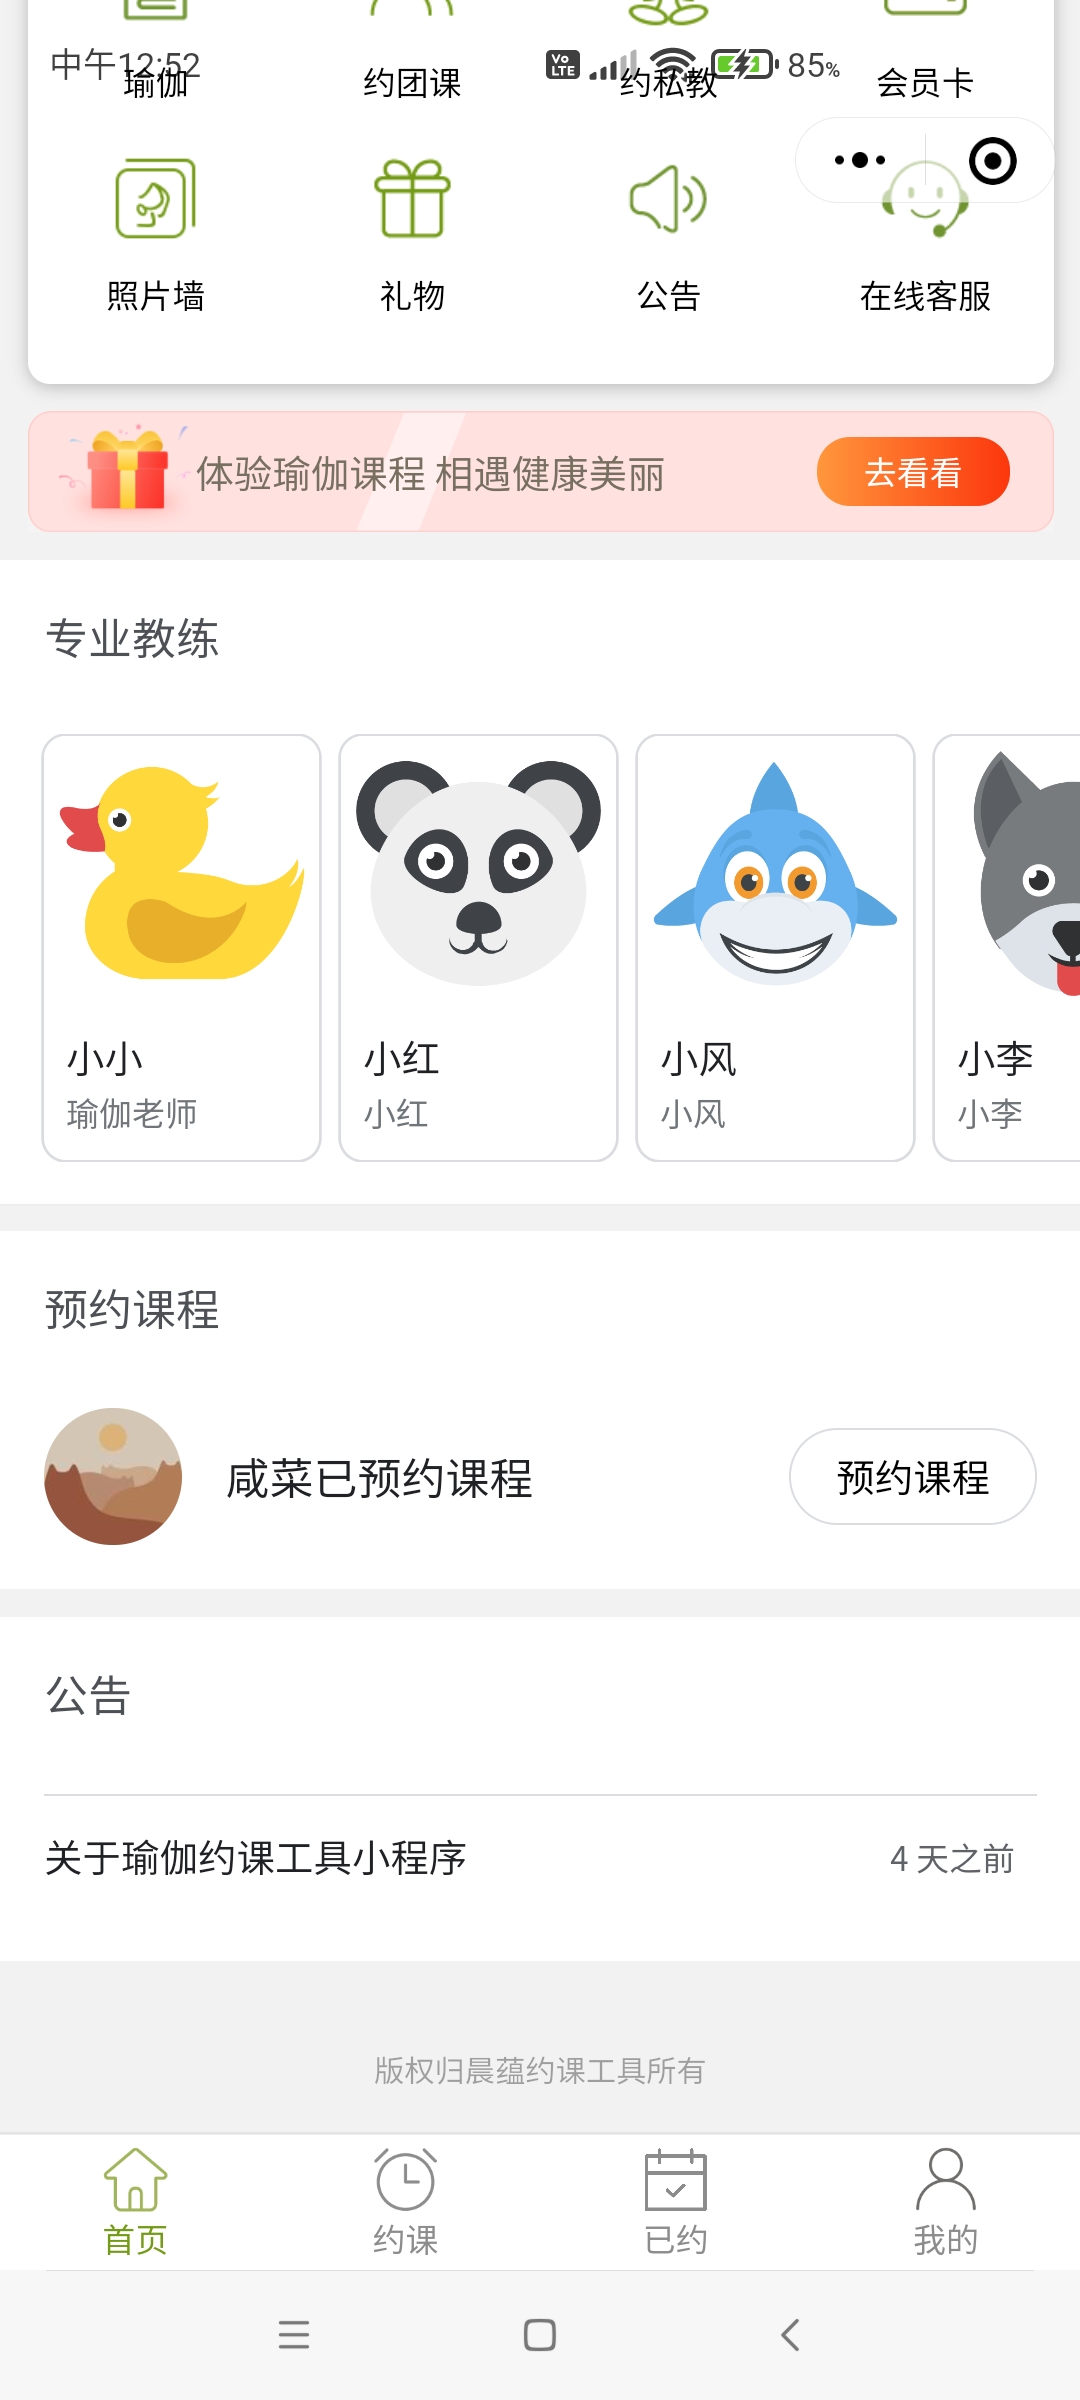 中午12:52
Vo LTE
85%
瑜伽
约团课
约私教
会员卡
照片墙
礼物
公告
在线客服
体验瑜伽课程 相遇健康美丽
去看看
专业教练
小小
瑜伽老师
小红
小红
小风
小风
小李
小李
预约课程
咸菜已预约课程
预约课程
公告
关于瑜伽约课工具小程序
4 天之前
版权归晨蕴约课工具所有
首页
约课
已约
我的